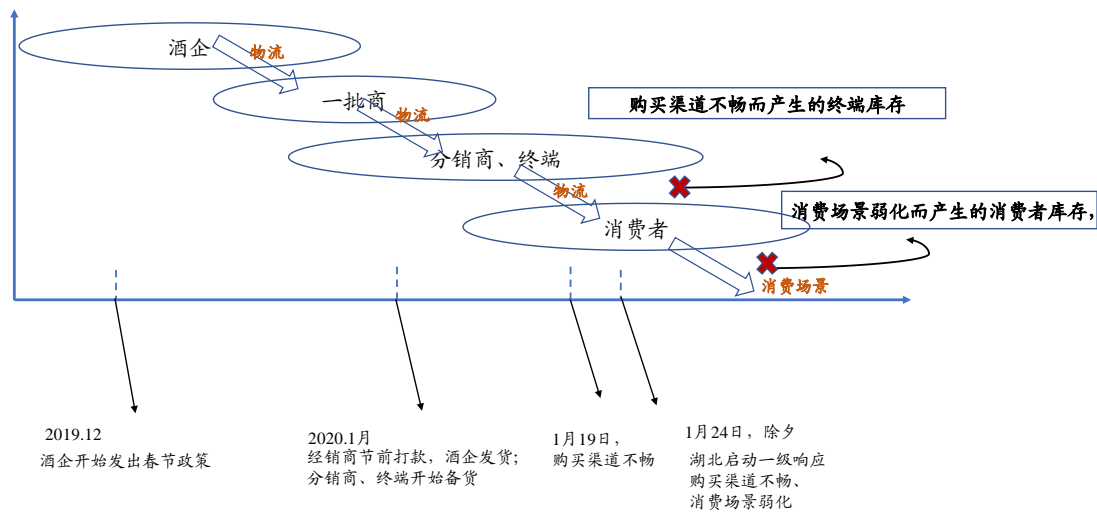 酒企
物流
一批商
物流
购买渠道不畅而产生的终端库存
分销商、终端
物流
消费场景弱化而产生的消费者库存,
消费者
消费场景
2019.12
酒企开始发出春节政策
2020.1月
经销商节前打款，酒企发货；
分销商、终端开始备货
1月19日，
购买渠道不畅
1月24日，除夕
湖北启动一级响应
购买渠道不畅、
消费场景弱化